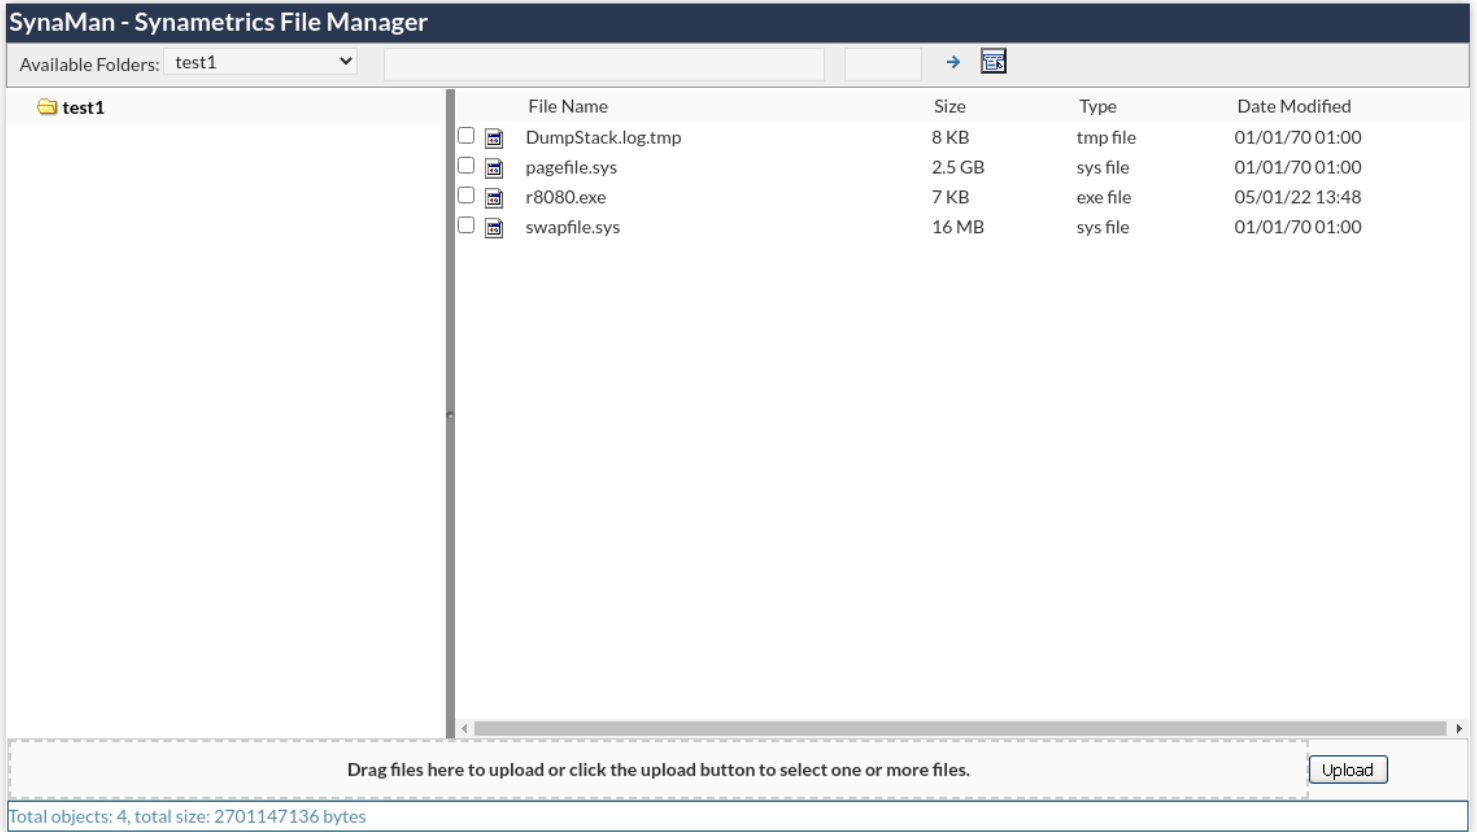 SynaMan - Synametrics File Manager
Available Folders: test1
test1
File Name Size Type Date Modified
DumpStack.log.tmp 8 KB tmp file 01/01/70 01:00
pagefile.sys 2.5 GB sys file 01/01/70 01:00
r8080.exe 7 KB exe file 05/01/22 13:48
swapfile.sys 16 MB sys file 01/01/70 01:00
Drag files here to upload or click the upload button to select one or more files. Upload
Total objects: 4, total size: 2701147136 bytes